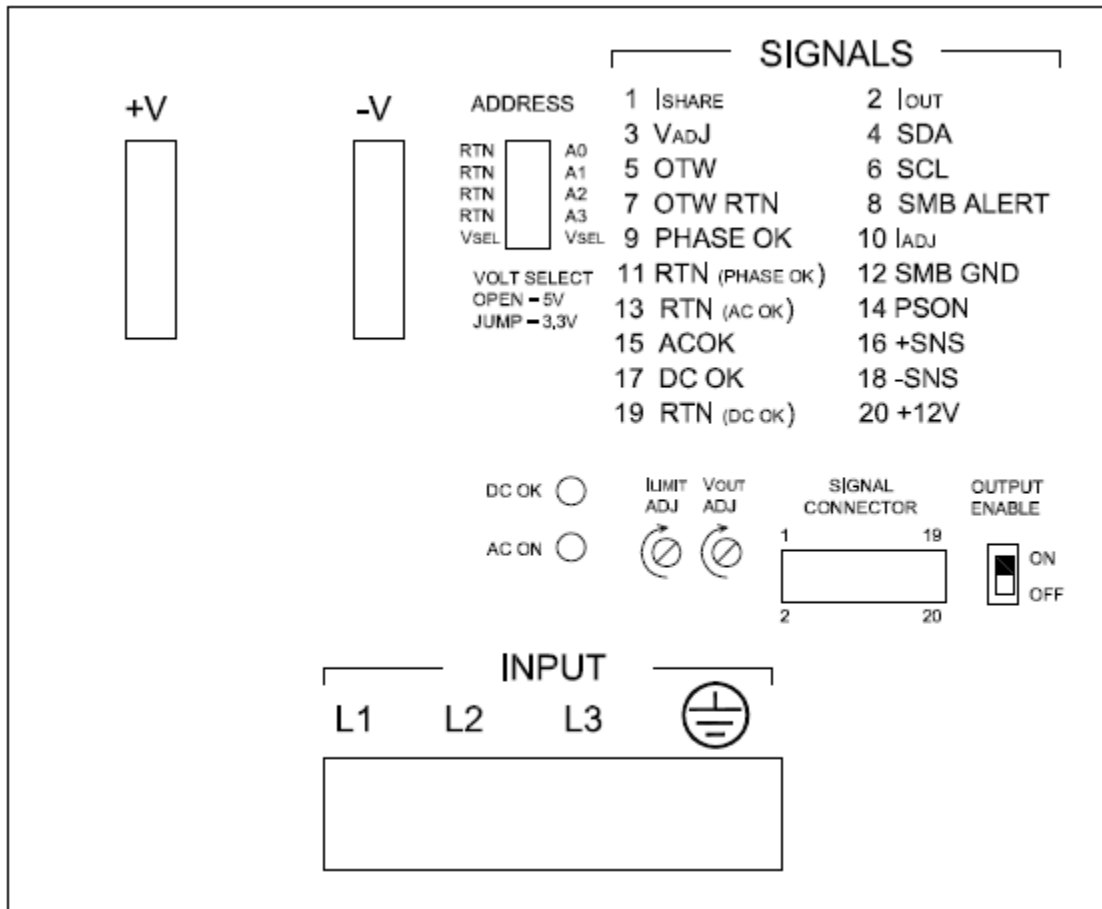 SIGNALS
+V
-V
ADDRESS
RTN A0
RTN A1
RTN A2
RTN A3
VSEL VSEL
VOLT SELECT
OPEN - 5V
JUMP - 3.3V
1 ISHARE 2 IOUT
3 VADJ 4 SDA
5 OTW 6 SCL
7 OTW RTN 8 SMB ALERT
9 PHASE OK 10 IADJ
11 RTN (PHASE OK) 12 SMB GND
13 RTN (AC OK) 14 PSON
15 ACOK 16 +SNS
17 DC OK 18 -SNS
19 RTN (DC OK) 20 +12V
DC OK
AC ON
ILIMIT
ADJ
VOUT
ADJ
SIGNAL
CONNECTOR
1 19
2 20
OUTPUT
ENABLE
ON
OFF
INPUT
L1 L2 L3